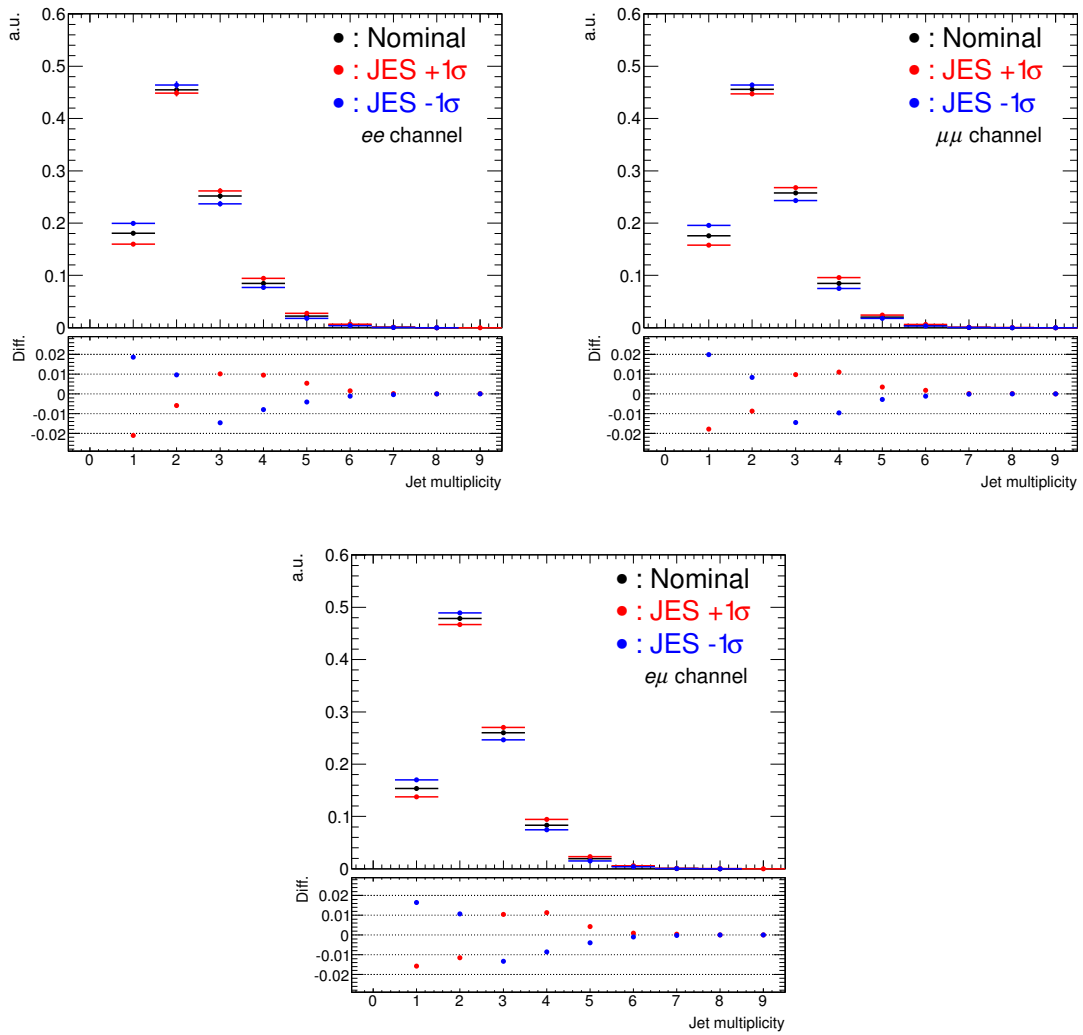 a.u.
0.6
0.5
0.4
0.3
0.2
0.1
0
: Nominal
: JES +1σ
: JES -1σ
ee channel
Diff.
0.02
0.01
0
-0.01
-0.02
0 1 2 3 4 5 6 7 8 9
Jet multiplicity
a.u.
0.6
0.5
0.4
0.3
0.2
0.1
0
: Nominal
: JES +1σ
: JES -1σ
μμ channel
Diff.
0.02
0.01
0
-0.01
-0.02
0 1 2 3 4 5 6 7 8 9
Jet multiplicity
a.u.
0.6
0.5
0.4
0.3
0.2
0.1
0
: Nominal
: JES +1σ
: JES -1σ
eμ channel
Diff.
0.02
0.01
0
-0.01
-0.02
0 1 2 3 4 5 6 7 8 9
Jet multiplicity